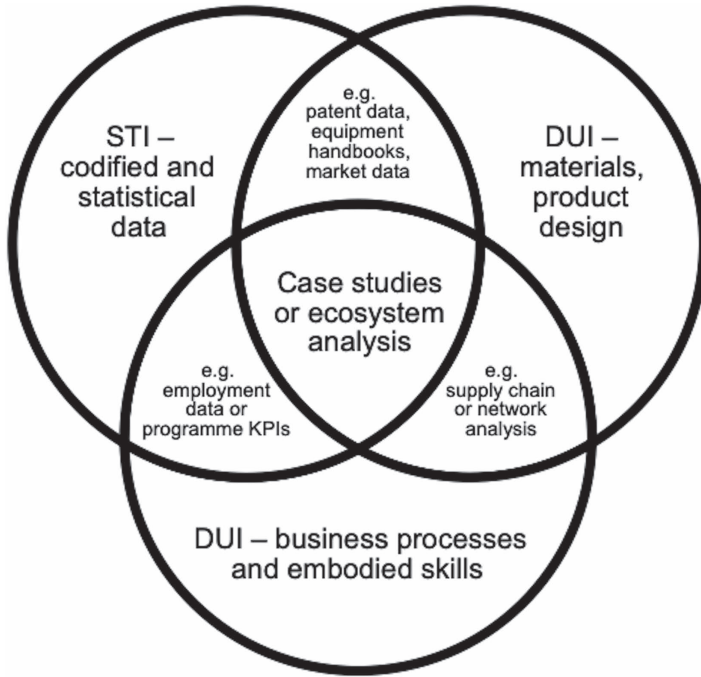 e.g.
patent data,
equipment
handbooks,
market data
STI –
codified and
statistical
data
DUI –
materials,
product
design
Case studies
or ecosystem
analysis
e.g.
employment
data or
programme KPIs
e.g.
supply chain
or network
analysis
DUI – business processes
and embodied skills